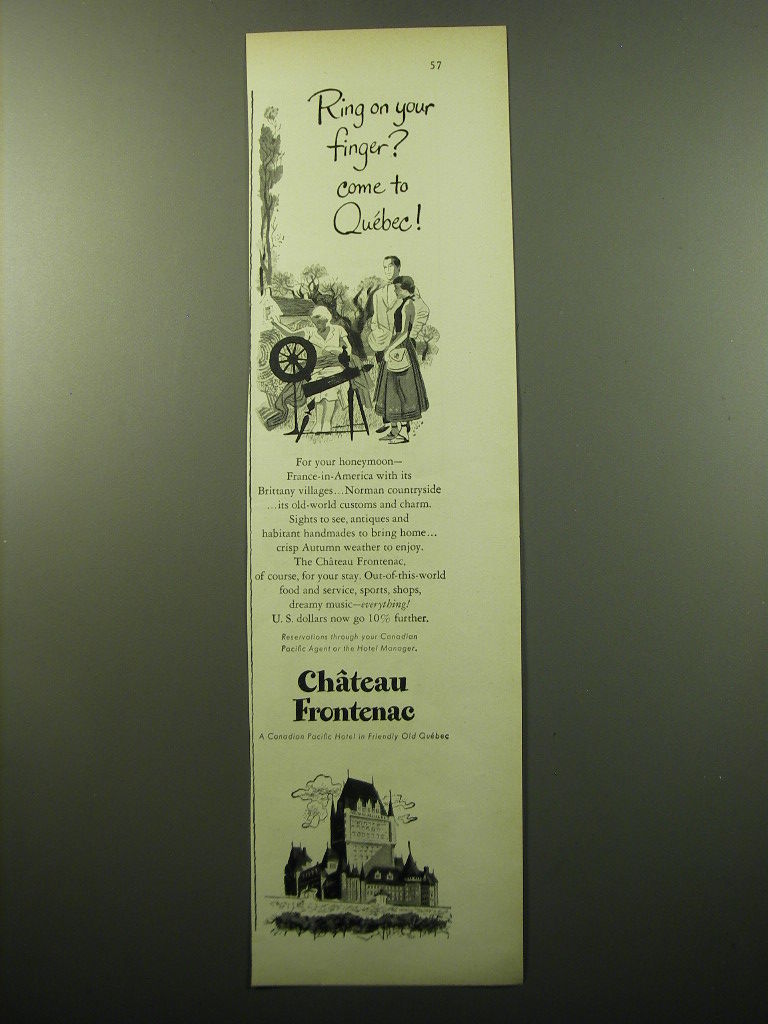 57
Ring on your
finger?
come to
Québec!
For your honeymoon—
France-in-America with its
Brittany villages...Norman countryside
...its old-world customs and charm.
Sights to see, antiques and
habitant handmades to bring home...
crisp Autumn weather to enjoy.
The Château Frontenac,
of course, for your stay. Out-of-this-world
food and service, sports, shops,
dreamy music—everything!
U. S. dollars now go 10% further.
Reservations through your Canadian
Pacific Agent or the Hotel Manager.
Château
Frontenac
A Canadian Pacific Hotel in Friendly Old Québec